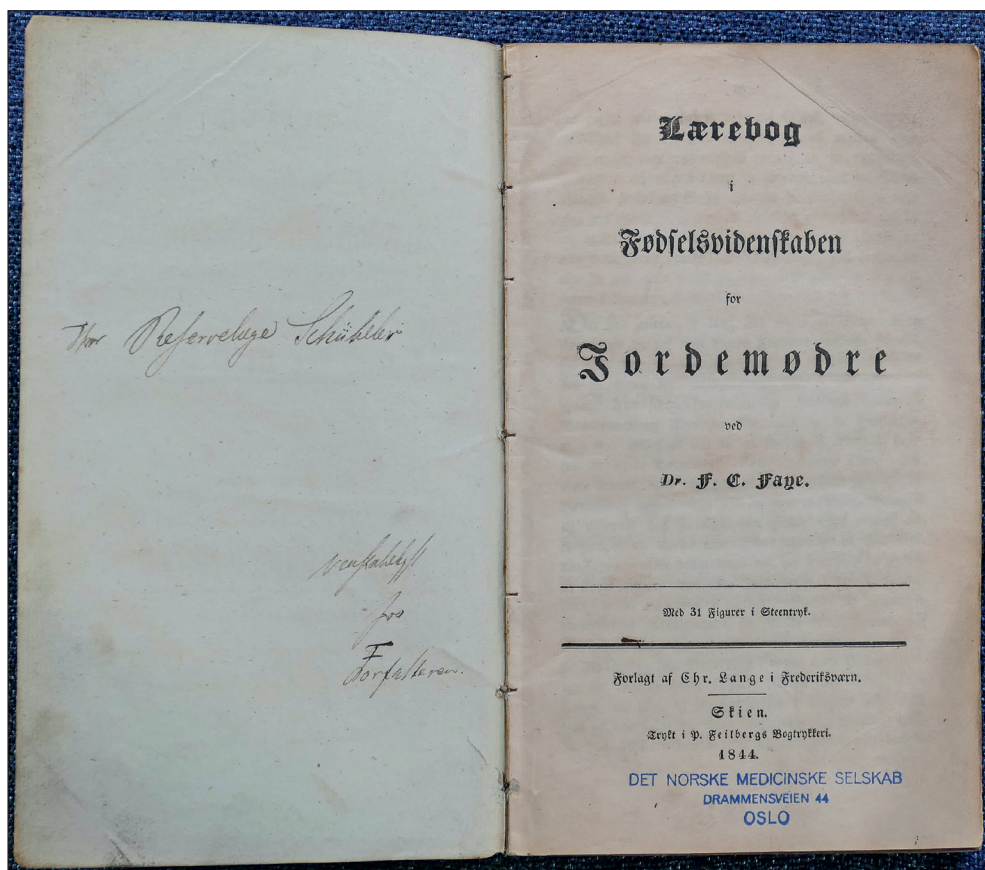 Hr Reservelæge Schübeler
venskabeligst
fra
Forfatteren.
Lærebog
i
Fødselsvidenskaben
for
Jordemødre
ved
Dr. F. C. Faye.
Med 31 Figurer i Steentryk.
Forlagt af Chr. Lange i Frederiksværn.
Skien.
Trykt i P. Feilbergs Bogtrykkeri.
1844.
DET NORSKE MEDICINSKE SELSKAB
DRAMMENSVEIEN 44
OSLO